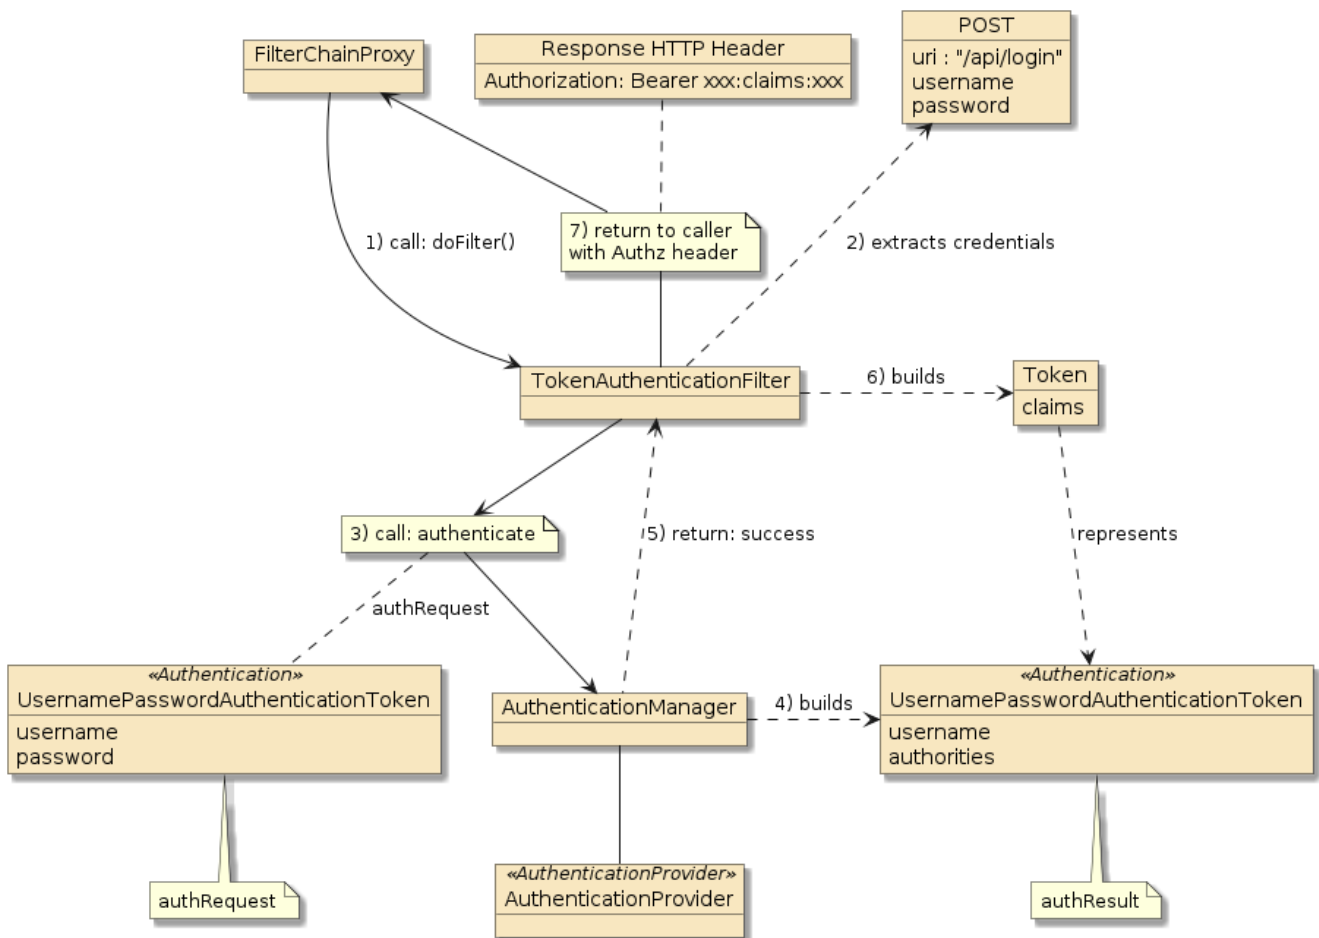 FilterChainProxy
Response HTTP Header
Authorization: Bearer xxx:claims:xxx
POST
uri : "/api/login"
username
password
1) call: doFilter()
7) return to caller
with Authz header
2) extracts credentials
TokenAuthenticationFilter
6) builds
Token
claims
3) call: authenticate
5) return: success
represents
authRequest
«Authentication»
UsernamePasswordAuthenticationToken
username
password
AuthenticationManager
4) builds
«Authentication»
UsernamePasswordAuthenticationToken
username
authorities
authRequest
«AuthenticationProvider»
AuthenticationProvider
authResult